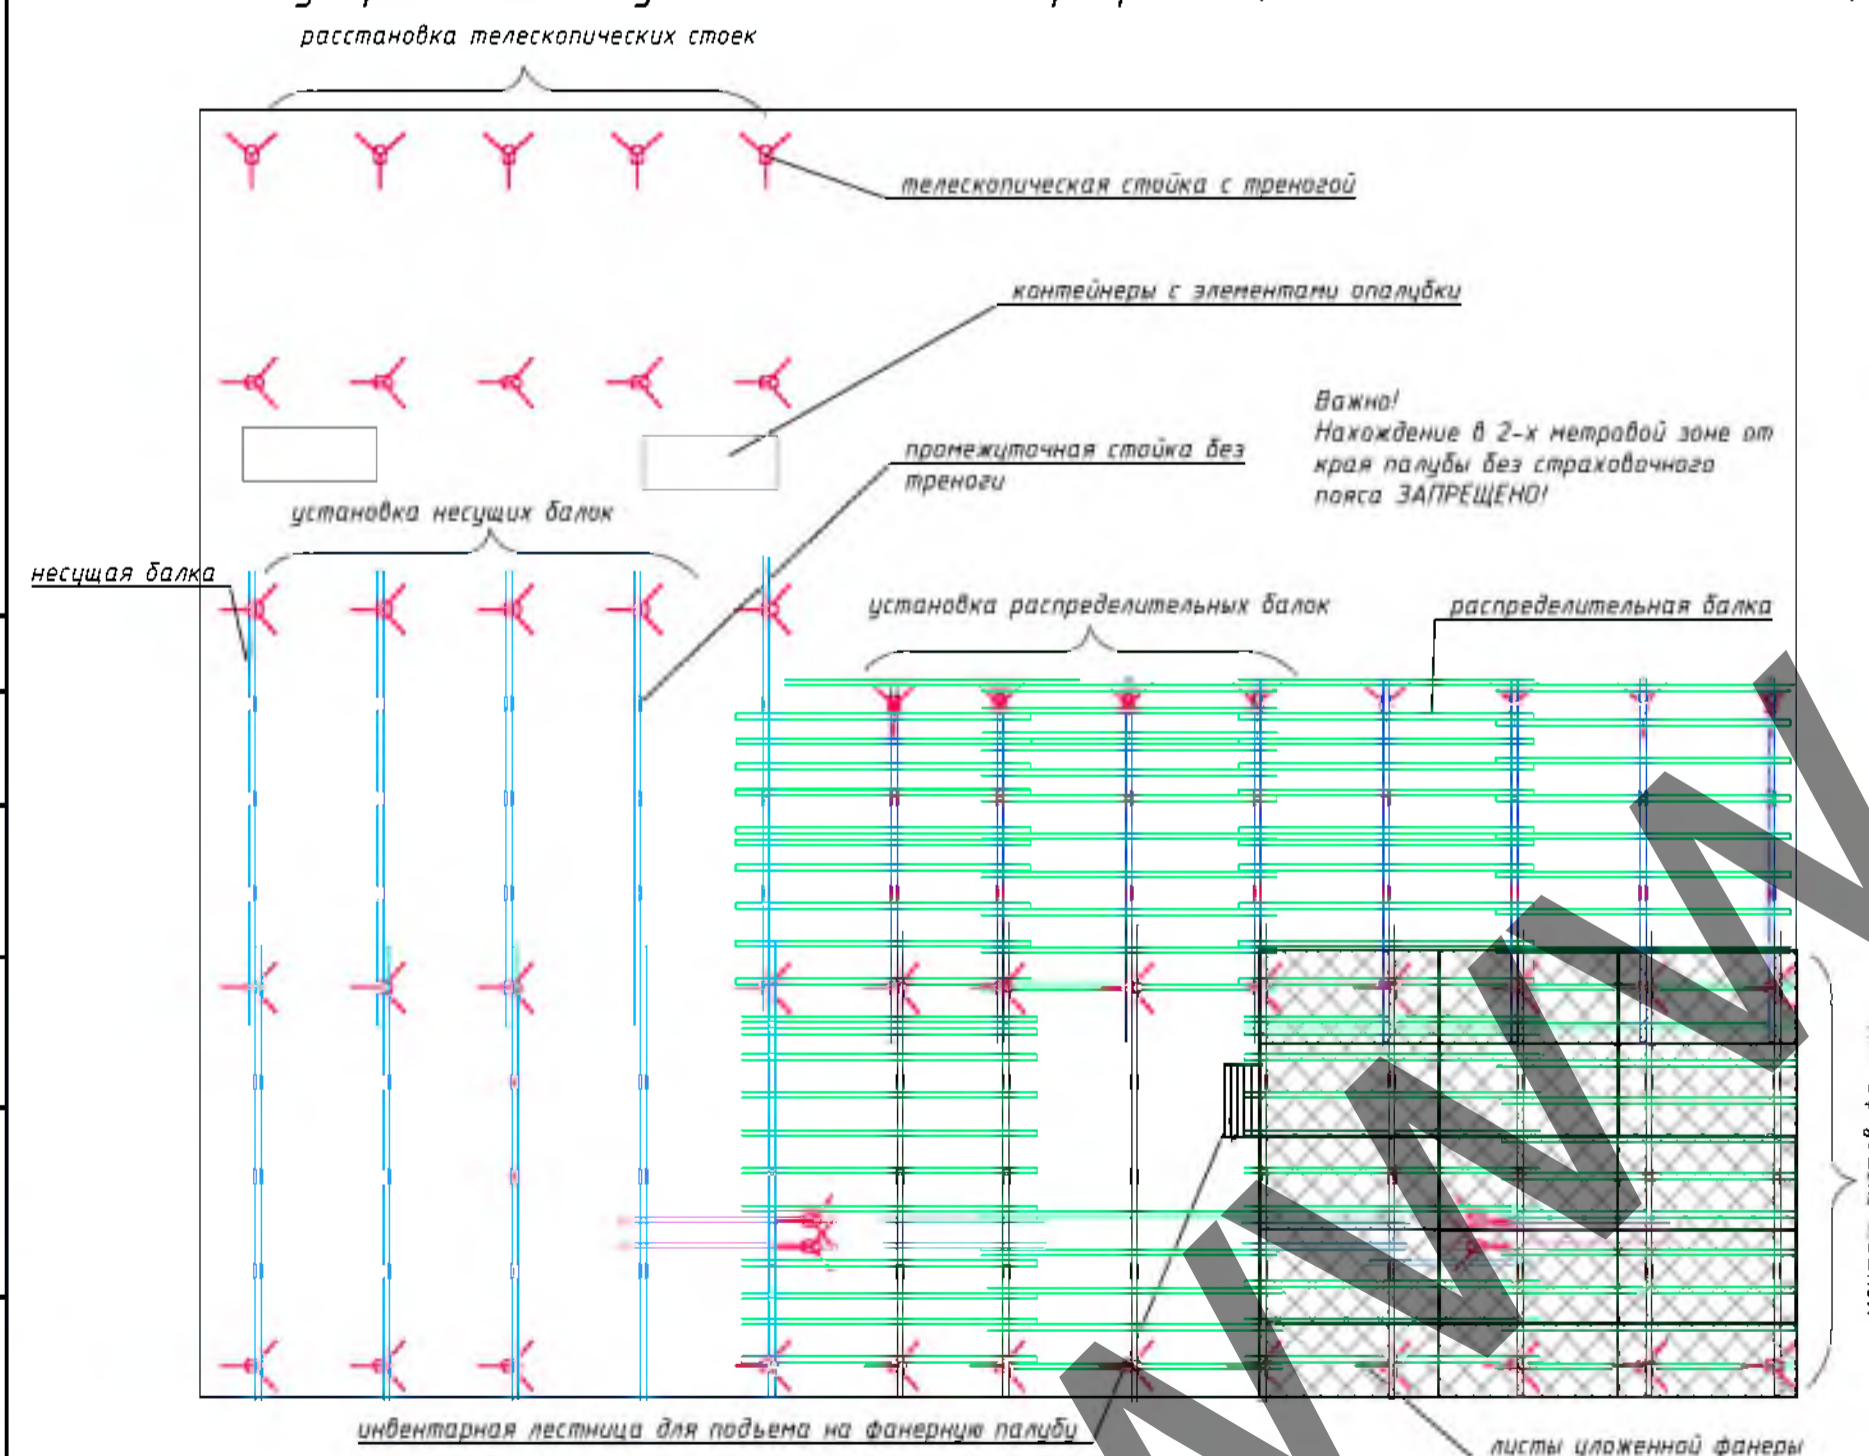 расстановка телескопических стоек
телескопическая стойка с треногой
контейнеры с элементами опалубки
Важно!
Нахождение в 2-х метровой зоне от
края палубы без страховочного
пояса ЗАПРЕЩЕНО!
промежуточная стойка без
треноги
установка несущих балок
несущая балка
установка распределительных балок
распределительная балка
инвентарная лестница для подъема на фанерную палубу
листы уложенной фанеры
WWW